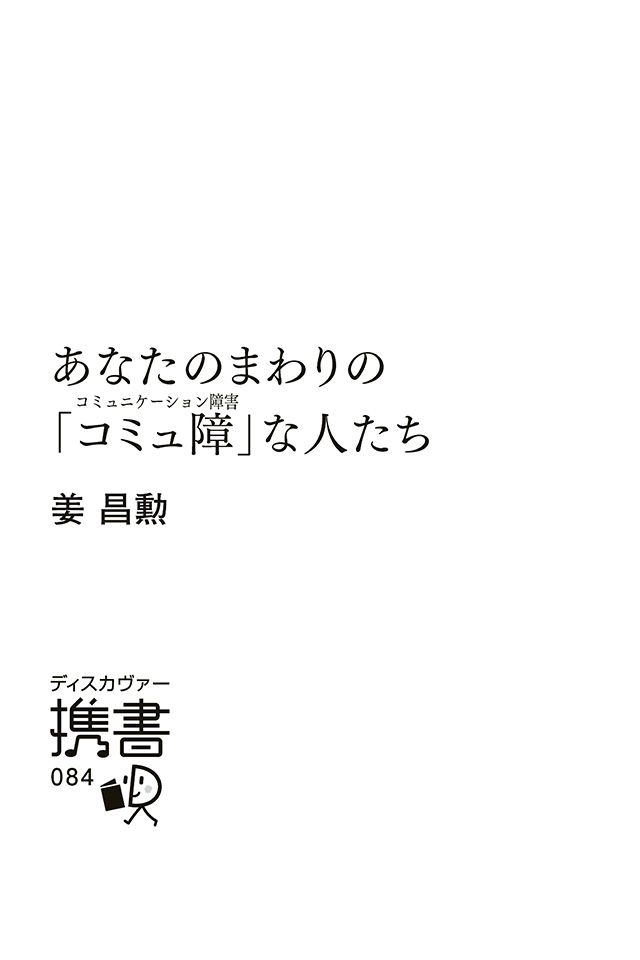 あなたのまわりの
コミュニケーション障害
「コミュ障」な人たち
姜 昌勲
ディスカヴァー
携書
084